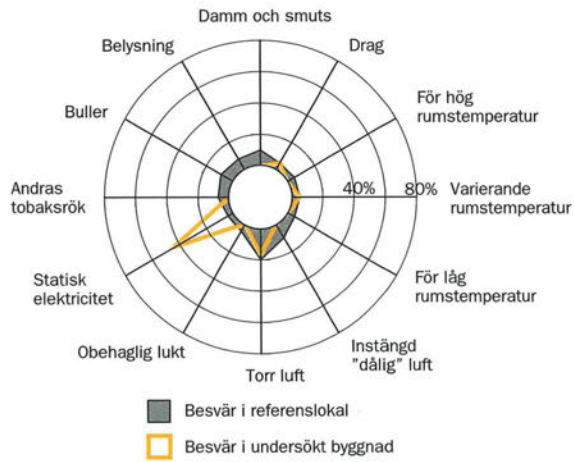 Damm och smuts
Belysning
Drag
Buller
För hög
rumstemperatur
Andras
tobaksrök
40%
80%
Varierande
rumstemperatur
Statisk
elektricitet
För låg
rumstemperatur
Obehaglig lukt
Torr luft
Instängd
"dålig" luft
Besvär i referenslokal
Besvär i undersökt byggnad